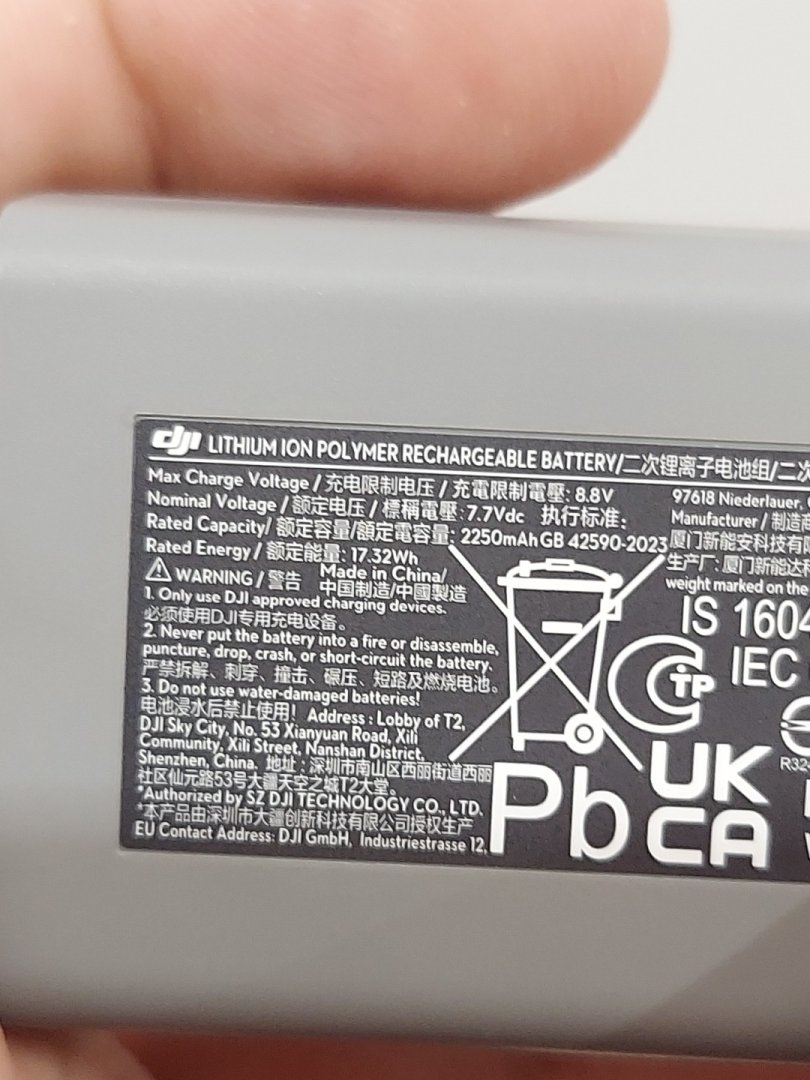 dji LITHIUM ION POLYMER RECHARGEABLE BATTERY/二次锂离子电池组/二次
Max Charge Voltage / 充电限制电压 / 充電限制電壓: 8.8V
Nominal Voltage / 额定电压 / 標稱電壓: 7.7Vdc 执行标准:
Rated Capacity/ 额定容量/額定電容量: 2250mAh GB 42590-2023
Rated Energy / 额定能量: 17.32Wh
WARNING / 警告 Made in China/
中国制造/中國製造
1. Only use DJI approved charging devices.
必须使用DJI专用充电设备。
2. Never put the battery into a fire or disassemble,
puncture, drop, crash, or short-circuit the battery.
严禁拆解、刺穿、撞击、碾压、短路及燃烧电池。
3. Do not use water-damaged batteries!
电池浸水后禁止使用! Address : Lobby of T2,
DJI Sky City, No. 53 Xianyuan Road, Xili
Community, Xili Street, Nanshan District,
Shenzhen, China. 地址 : 深圳市南山区西丽街道西丽
社区仙元路53号大疆天空之城T2大堂。
*Authorized by SZ DJI TECHNOLOGY CO., LTD.
*本产品由深圳市大疆创新科技有限公司授权生产
EU Contact Address: DJI GmbH, Industriestrasse 12,
97618 Niederlauer,
Manufacturer / 制造商
厦门新能安科技有限
生产厂: 厦门新能达科
weight marked on the
IS 1604
IEC
TP
R32-
Pb
UK
CA